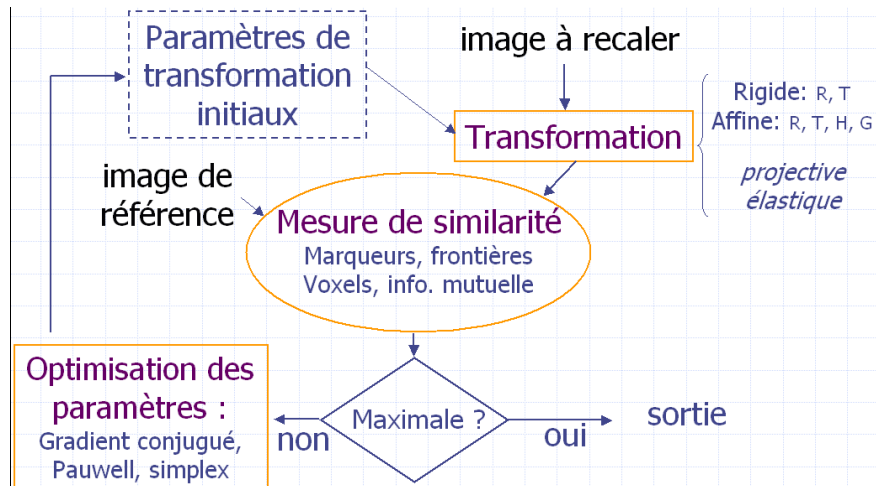 Paramètres de
transformation
initiaux
image à recaler
Transformation
Rigide: R, T
Affine: R, T, H, G
projective
élastique
image de
référence
Mesure de similarité
Marqueurs, frontières
Voxels, info. mutuelle
Optimisation des
paramètres :
Gradient conjugué,
Pauwell, simplex
non
Maximale ?
oui
sortie